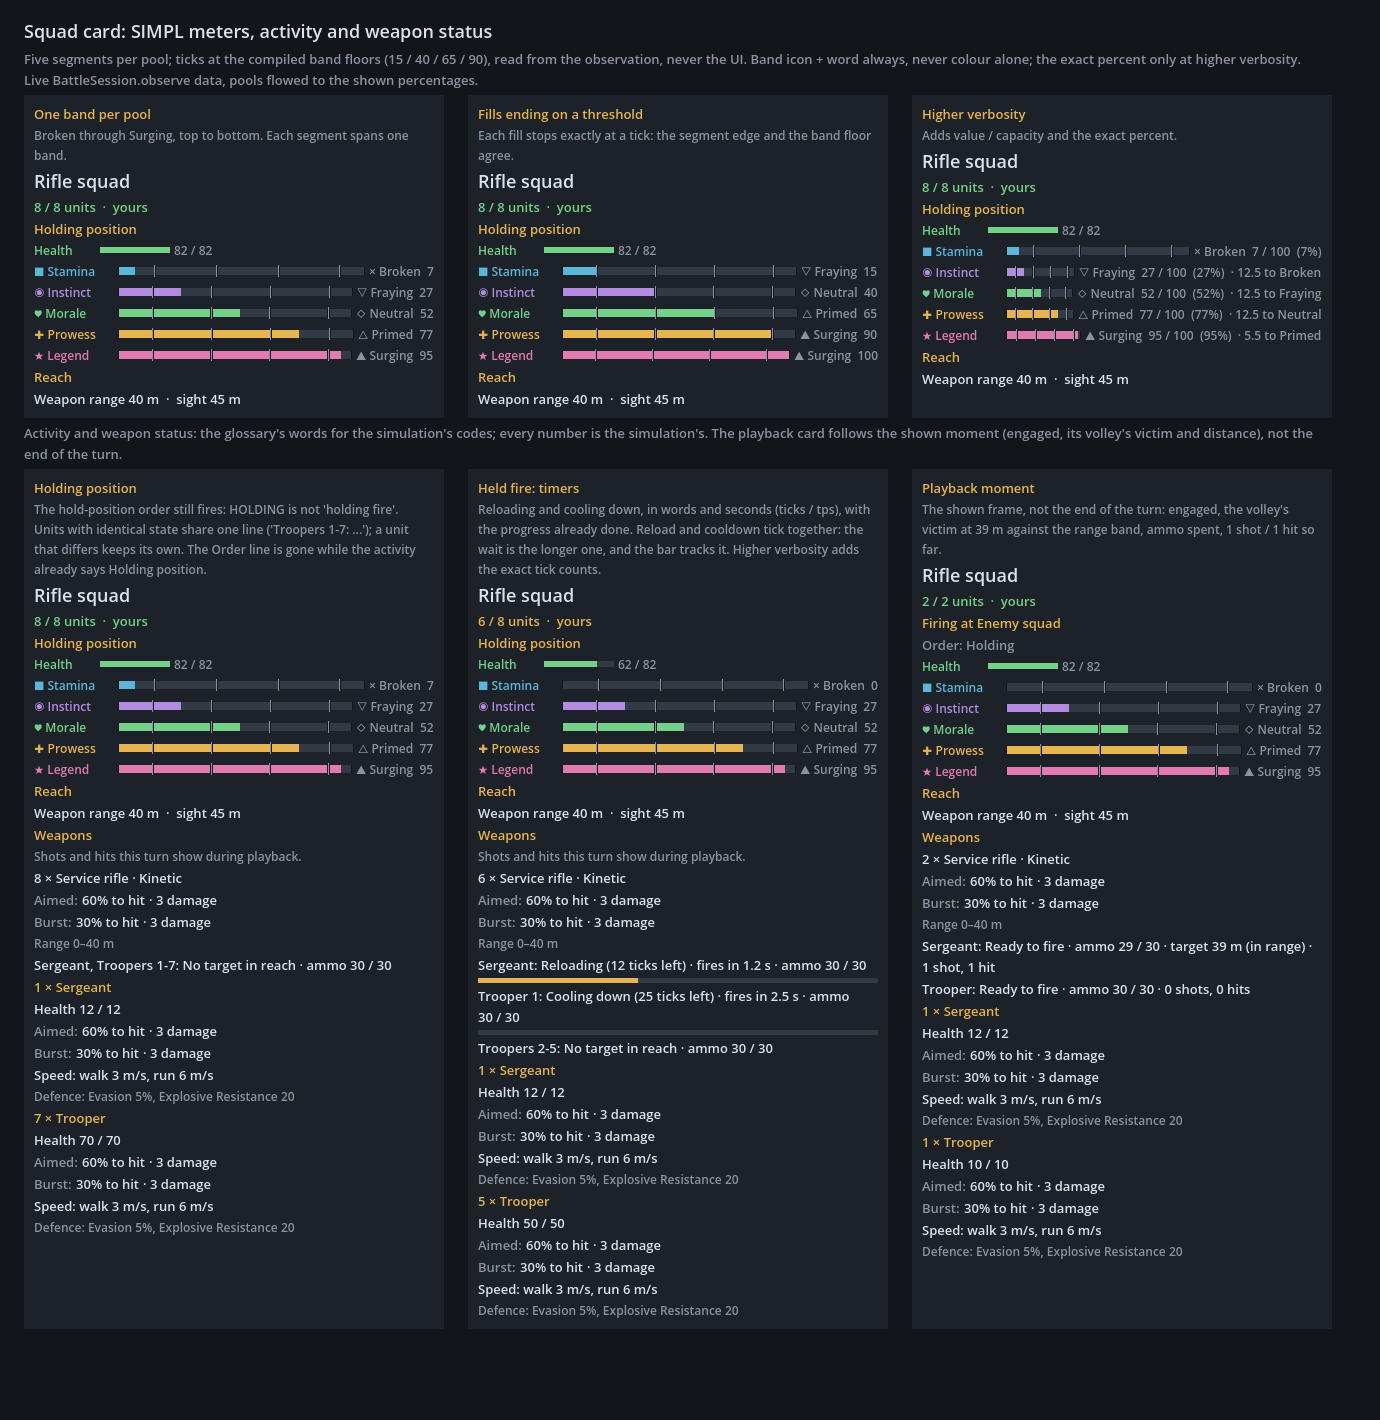 Squad card: SIMPL meters, activity and weapon status
Five segments per pool; ticks at the compiled band floors (15 / 40 / 65 / 90), read from the observation, never the UI. Band icon + word always, never colour alone; the exact percent only at higher verbosity.
Live BattleSession.observe data, pools flowed to the shown percentages.
One band per pool
Broken through Surging, top to bottom. Each segment spans one
band.
Rifle squad
8 / 8 units · yours
Holding position
Health 82 / 82
■ Stamina × Broken 7
◉ Instinct ▽ Fraying 27
♥ Morale ◇ Neutral 52
✚ Prowess △ Primed 77
★ Legend ▲ Surging 95
Reach
Weapon range 40 m · sight 45 m
Fills ending on a threshold
Each fill stops exactly at a tick: the segment edge and the band floor
agree.
Rifle squad
8 / 8 units · yours
Holding position
Health 82 / 82
■ Stamina ▽ Fraying 15
◉ Instinct ◇ Neutral 40
♥ Morale △ Primed 65
✚ Prowess ▲ Surging 90
★ Legend ▲ Surging 100
Reach
Weapon range 40 m · sight 45 m
Higher verbosity
Adds value / capacity and the exact percent.
Rifle squad
8 / 8 units · yours
Holding position
Health 82 / 82
■ Stamina × Broken 7 / 100 (7%)
◉ Instinct ▽ Fraying 27 / 100 (27%) · 12.5 to Broken
♥ Morale ◇ Neutral 52 / 100 (52%) · 12.5 to Fraying
✚ Prowess △ Primed 77 / 100 (77%) · 12.5 to Neutral
★ Legend ▲ Surging 95 / 100 (95%) · 5.5 to Primed
Reach
Weapon range 40 m · sight 45 m
Activity and weapon status: the glossary's words for the simulation's codes; every number is the simulation's. The playback card follows the shown moment (engaged, its volley's victim and distance), not the
end of the turn.
Holding position
The hold-position order still fires: HOLDING is not 'holding fire'.
Units with identical state share one line ('Troopers 1-7: ...'); a unit
that differs keeps its own. The Order line is gone while the activity
already says Holding position.
Rifle squad
8 / 8 units · yours
Holding position
Health 82 / 82
■ Stamina × Broken 7
◉ Instinct ▽ Fraying 27
♥ Morale ◇ Neutral 52
✚ Prowess △ Primed 77
★ Legend ▲ Surging 95
Reach
Weapon range 40 m · sight 45 m
Weapons
Shots and hits this turn show during playback.
8 × Service rifle · Kinetic
Aimed: 60% to hit · 3 damage
Burst: 30% to hit · 3 damage
Range 0–40 m
Sergeant, Troopers 1-7: No target in reach · ammo 30 / 30
1 × Sergeant
Health 12 / 12
Aimed: 60% to hit · 3 damage
Burst: 30% to hit · 3 damage
Speed: walk 3 m/s, run 6 m/s
Defence: Evasion 5%, Explosive Resistance 20
7 × Trooper
Health 70 / 70
Aimed: 60% to hit · 3 damage
Burst: 30% to hit · 3 damage
Speed: walk 3 m/s, run 6 m/s
Defence: Evasion 5%, Explosive Resistance 20
Held fire: timers
Reloading and cooling down, in words and seconds (ticks / tps), with
the progress already done. Reload and cooldown tick together: the
wait is the longer one, and the bar tracks it. Higher verbosity adds
the exact tick counts.
Rifle squad
6 / 8 units · yours
Holding position
Health 62 / 82
■ Stamina × Broken 0
◉ Instinct ▽ Fraying 27
♥ Morale ◇ Neutral 52
✚ Prowess △ Primed 77
★ Legend ▲ Surging 95
Reach
Weapon range 40 m · sight 45 m
Weapons
Shots and hits this turn show during playback.
6 × Service rifle · Kinetic
Aimed: 60% to hit · 3 damage
Burst: 30% to hit · 3 damage
Range 0–40 m
Sergeant: Reloading (12 ticks left) · fires in 1.2 s · ammo 30 / 30
Trooper 1: Cooling down (25 ticks left) · fires in 2.5 s · ammo
30 / 30
Troopers 2-5: No target in reach · ammo 30 / 30
1 × Sergeant
Health 12 / 12
Aimed: 60% to hit · 3 damage
Burst: 30% to hit · 3 damage
Speed: walk 3 m/s, run 6 m/s
Defence: Evasion 5%, Explosive Resistance 20
5 × Trooper
Health 50 / 50
Aimed: 60% to hit · 3 damage
Burst: 30% to hit · 3 damage
Speed: walk 3 m/s, run 6 m/s
Defence: Evasion 5%, Explosive Resistance 20
Playback moment
The shown frame, not the end of the turn: engaged, the volley's
victim at 39 m against the range band, ammo spent, 1 shot / 1 hit so
far.
Rifle squad
2 / 2 units · yours
Firing at Enemy squad
Order: Holding
Health 82 / 82
■ Stamina × Broken 0
◉ Instinct ▽ Fraying 27
♥ Morale ◇ Neutral 52
✚ Prowess △ Primed 77
★ Legend ▲ Surging 95
Reach
Weapon range 40 m · sight 45 m
Weapons
2 × Service rifle · Kinetic
Aimed: 60% to hit · 3 damage
Burst: 30% to hit · 3 damage
Range 0–40 m
Sergeant: Ready to fire · ammo 29 / 30 · target 39 m (in range) ·
1 shot, 1 hit
Trooper: Ready to fire · ammo 30 / 30 · 0 shots, 0 hits
1 × Sergeant
Health 12 / 12
Aimed: 60% to hit · 3 damage
Burst: 30% to hit · 3 damage
Speed: walk 3 m/s, run 6 m/s
Defence: Evasion 5%, Explosive Resistance 20
1 × Trooper
Health 10 / 10
Aimed: 60% to hit · 3 damage
Burst: 30% to hit · 3 damage
Speed: walk 3 m/s, run 6 m/s
Defence: Evasion 5%, Explosive Resistance 20